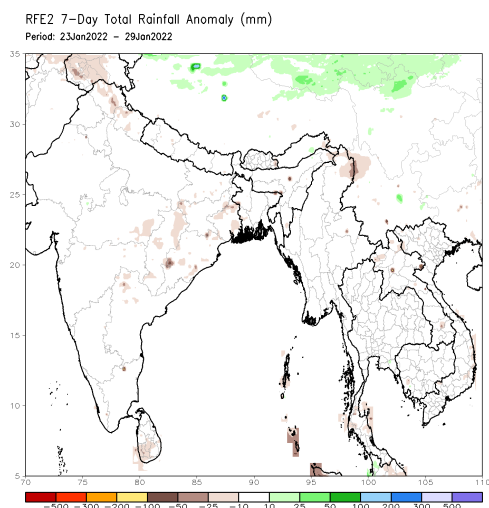 RFE2 7-Day Total Rainfall Anomaly (mm)
Period: 23Jan2022 - 29Jan2022
35
30
25
20
15
10
5
70 75 80 85 90 95 100 105 110
-500 -300 -200 -100 -50 -25 -10 10 25 50 100 200 300 500